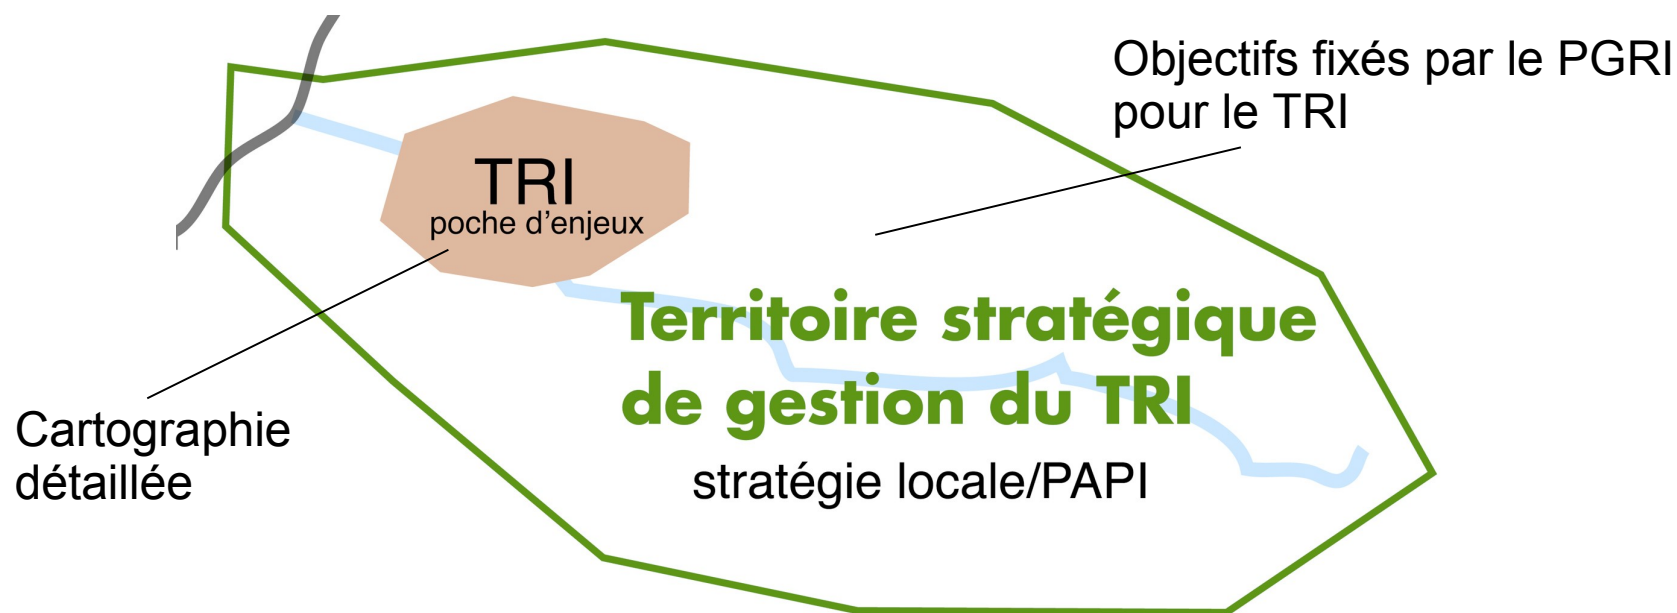 Objectifs fixés par le PGRI
pour le TRI
TRI
poche d'enjeux
Territoire stratégique
de gestion du TRI
stratégie locale/PAPI
Cartographie
détaillée